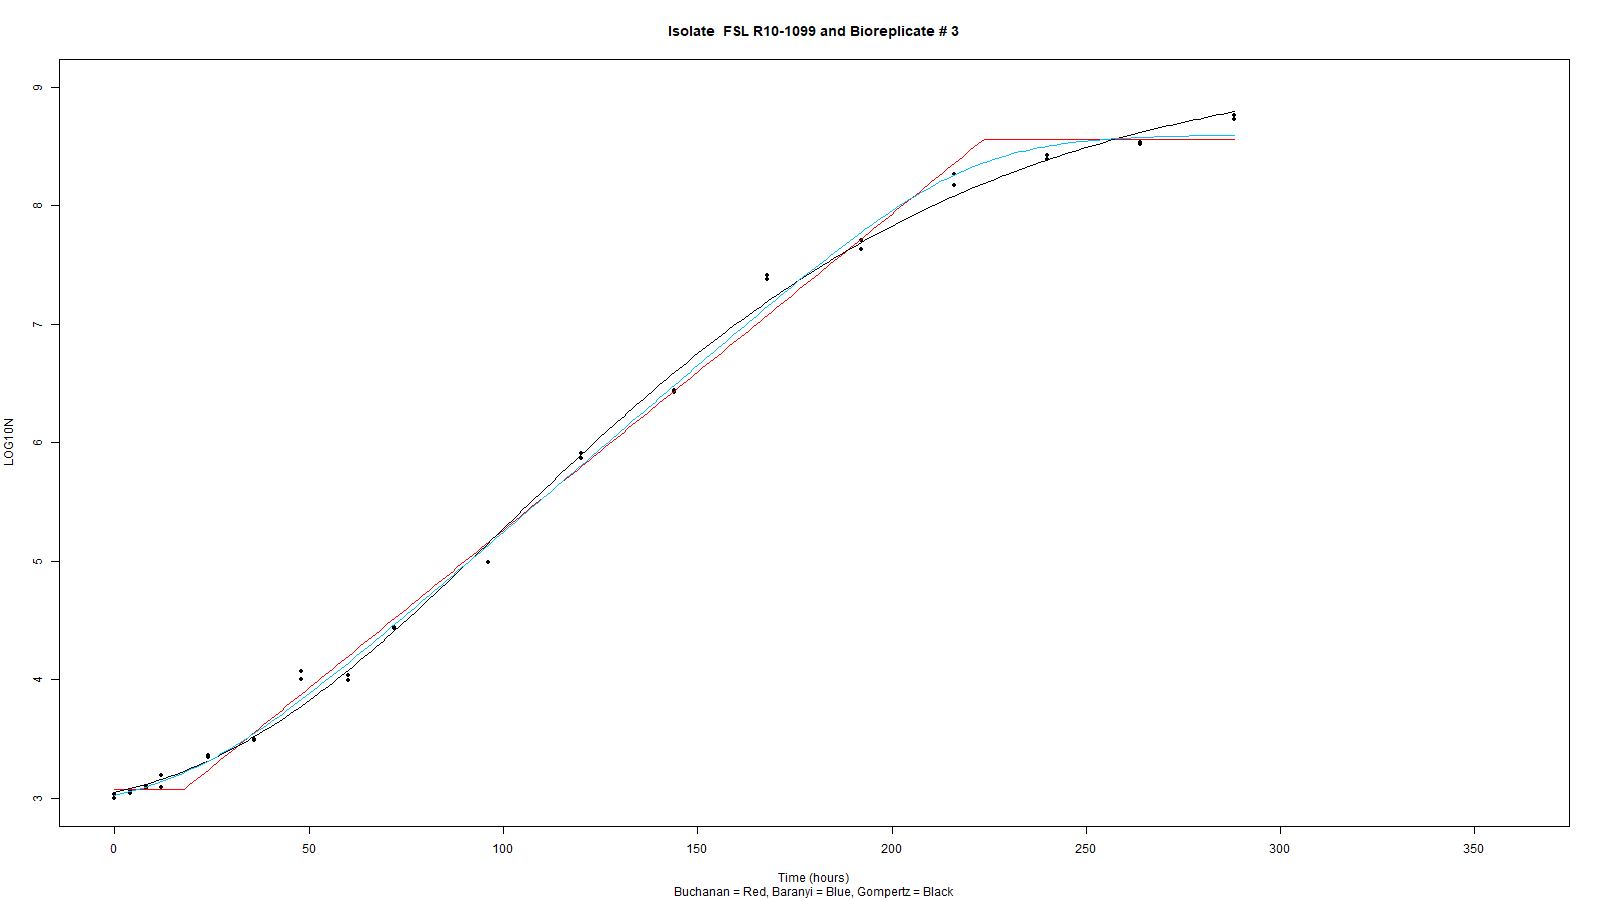 Isolate  FSL R10-1099 and Bioreplicate # 3
LOG10N
9
8
7
6
5
4
3
0 50 100 150 200 250 300 350
Time (hours)
Buchanan = Red, Baranyi = Blue, Gompertz = Black